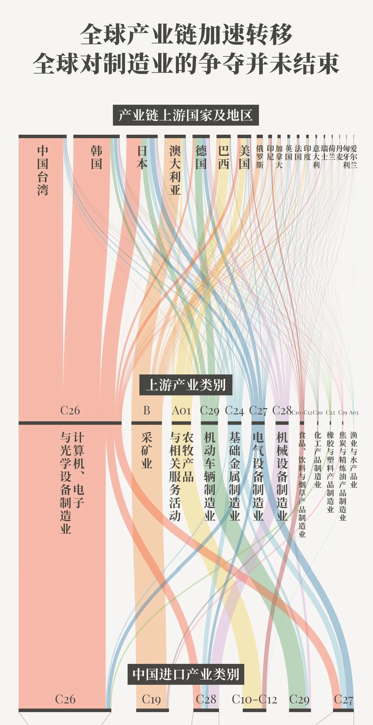 全球产业链加速转移
全球对制造业的争夺并未结束
产业链上游国家及地区
中国台湾
韩国
日本
澳大利亚
德国
巴西
美国
俄罗斯
印尼
加拿大
英国
法国
印度
意大利
瑞士
荷兰
丹麦
匈牙利
爱尔兰
上游产业类别
C26 B A01 C29 C24 C27 C28 C10-C12 C20 C22 C19 A03
计算机、电子
与光学设备制造业
采矿业
农牧产品
与相关服务活动
机动车辆制造业
基础金属制造业
电气设备制造业
机械设备制造业
食品、饮料与烟草产品制造业
化工产品制造业
橡胶与塑料产品制造业
焦炭与精炼油产品制造业
渔业与水产品业
中国进口产业类别
C26 C19 C28 C10-C12 C29 C27